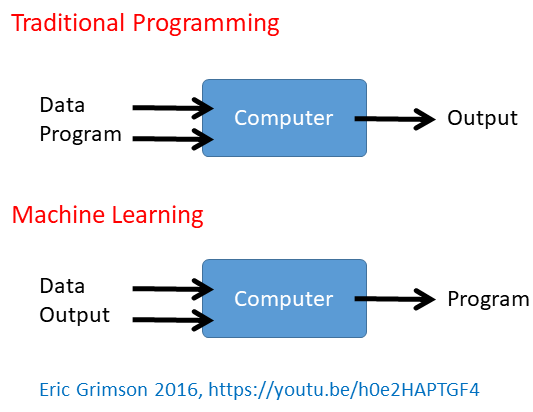 Traditional Programming
Data
Program
Computer
Output
Machine Learning
Data
Output
Computer
Program
Eric Grimson 2016, https://youtu.be/h0e2HAPTGF4